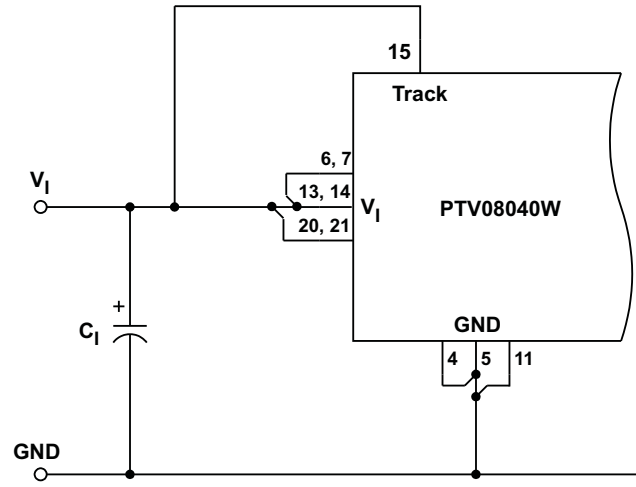 15
Track
6, 7
V_I
13, 14
V_I
PTV08040W
20, 21
+
C_I
GND
4
5
11
GND